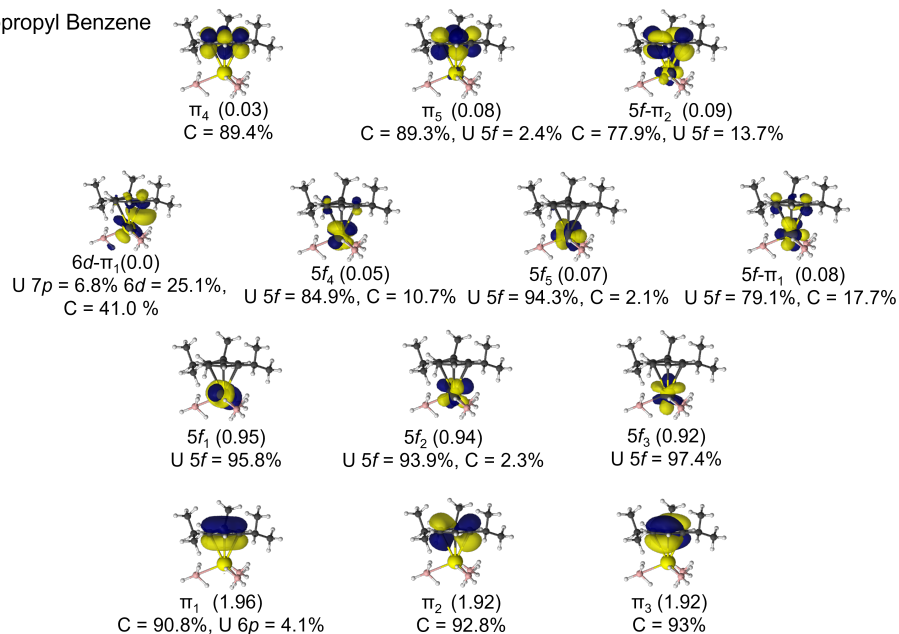 propyl Benzene
π4 (0.03)
C = 89.4%
π5 (0.08)
C = 89.3%, U 5f = 2.4%
5f-π2 (0.09)
C = 77.9%, U 5f = 13.7%
6d-π1(0.0)
U 7p = 6.8% 6d = 25.1%,
C = 41.0 %
5f4 (0.05)
U 5f = 84.9%, C = 10.7%
5f5 (0.07)
U 5f = 94.3%, C = 2.1%
5f-π1 (0.08)
U 5f = 79.1%, C = 17.7%
5f1 (0.95)
U 5f = 95.8%
5f2 (0.94)
U 5f = 93.9%, C = 2.3%
5f3 (0.92)
U 5f = 97.4%
π1 (1.96)
C = 90.8%, U 6p = 4.1%
π2 (1.92)
C = 92.8%
π3 (1.92)
C = 93%